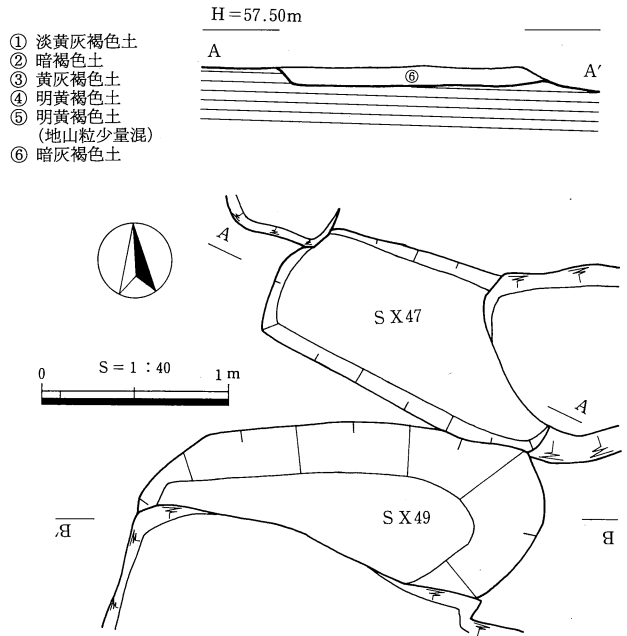 H=57.50m
① 淡黄灰褐色土
② 暗褐色土
③ 黄灰褐色土
④ 明黄褐色土
⑤ 明黄褐色土
(地山粒少量混)
⑥ 暗灰褐色土
A
A′
⑥
A
SX47
S=1:40
0
1m
A
SX49
B′
B